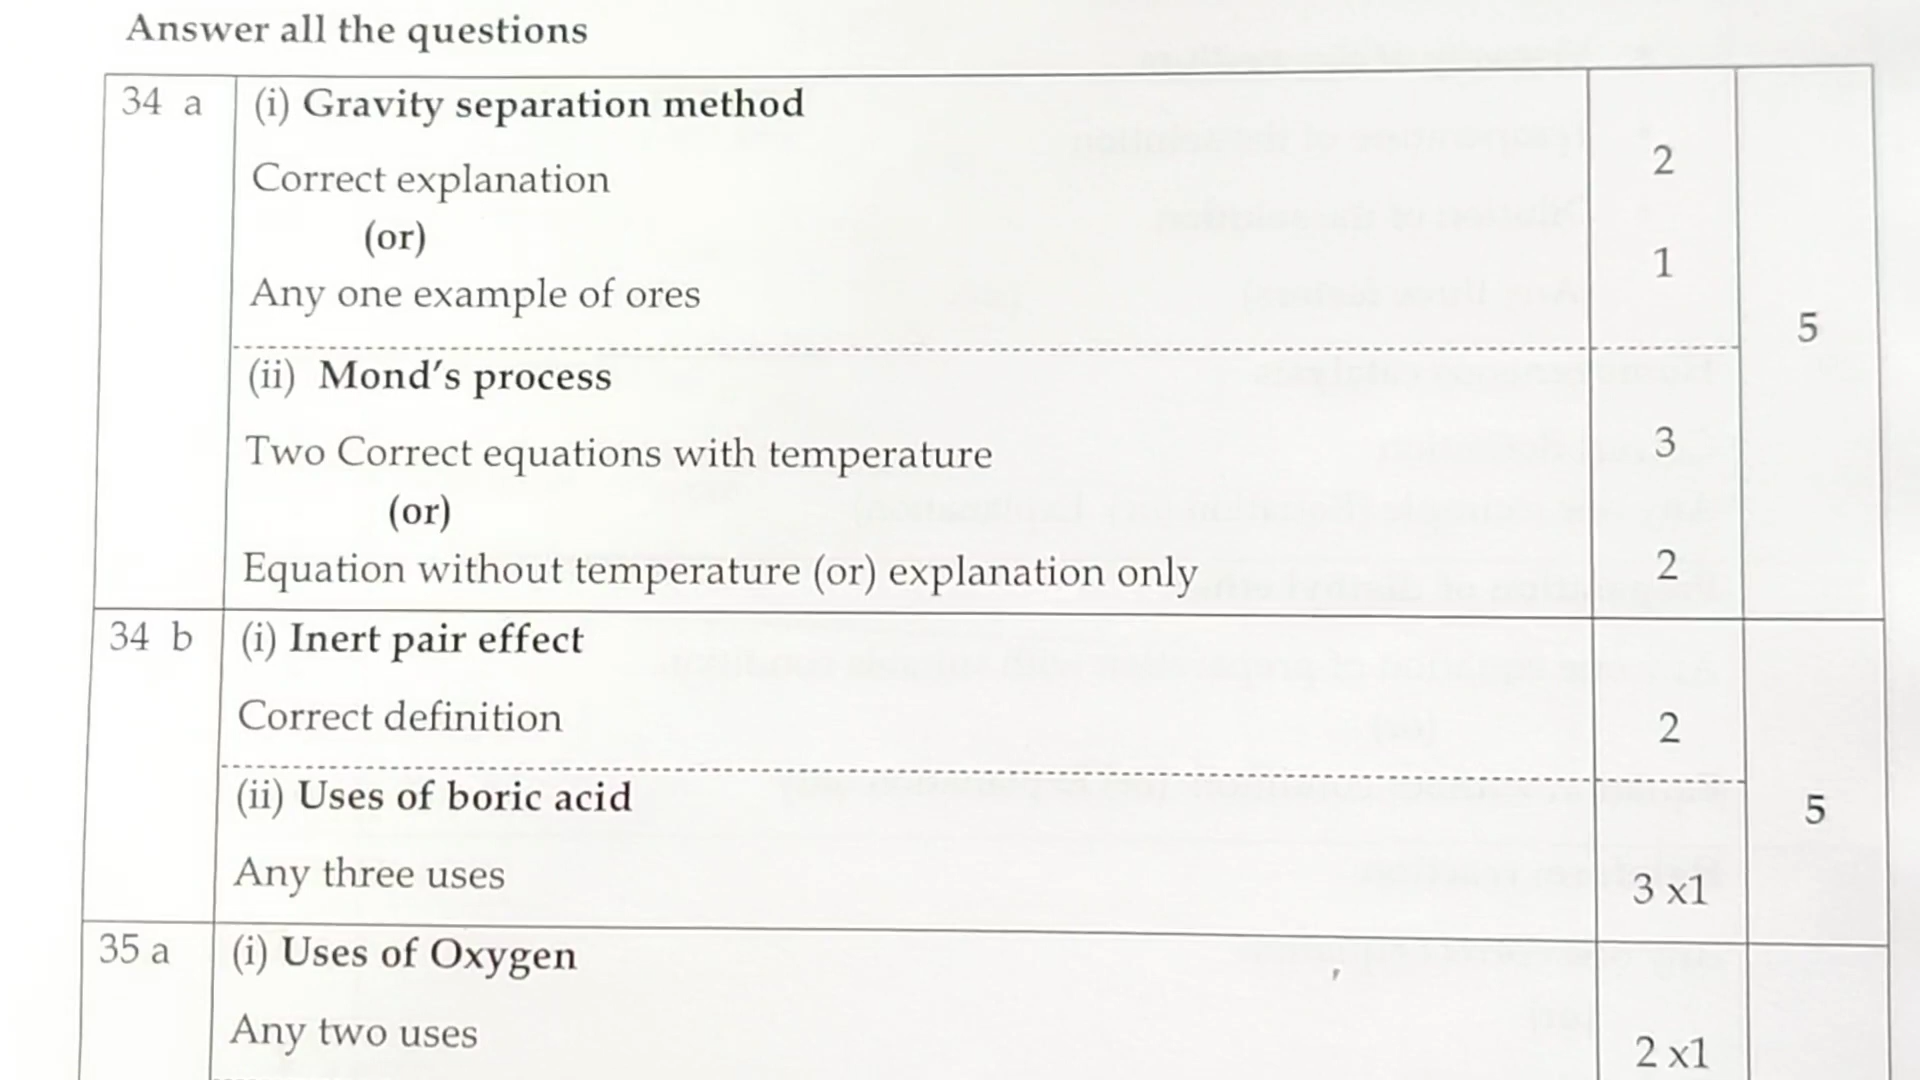 Answer all the questions
34 a (i) Gravity separation method
Correct explanation 2
(or)
Any one example of ores 1
5
(ii) Mond's process
Two Correct equations with temperature 3
(or)
Equation without temperature (or) explanation only 2
34 b (i) Inert pair effect
Correct definition 2
(ii) Uses of boric acid 5
Any three uses 3 x1
35 a (i) Uses of Oxygen
Any two uses 2 x1